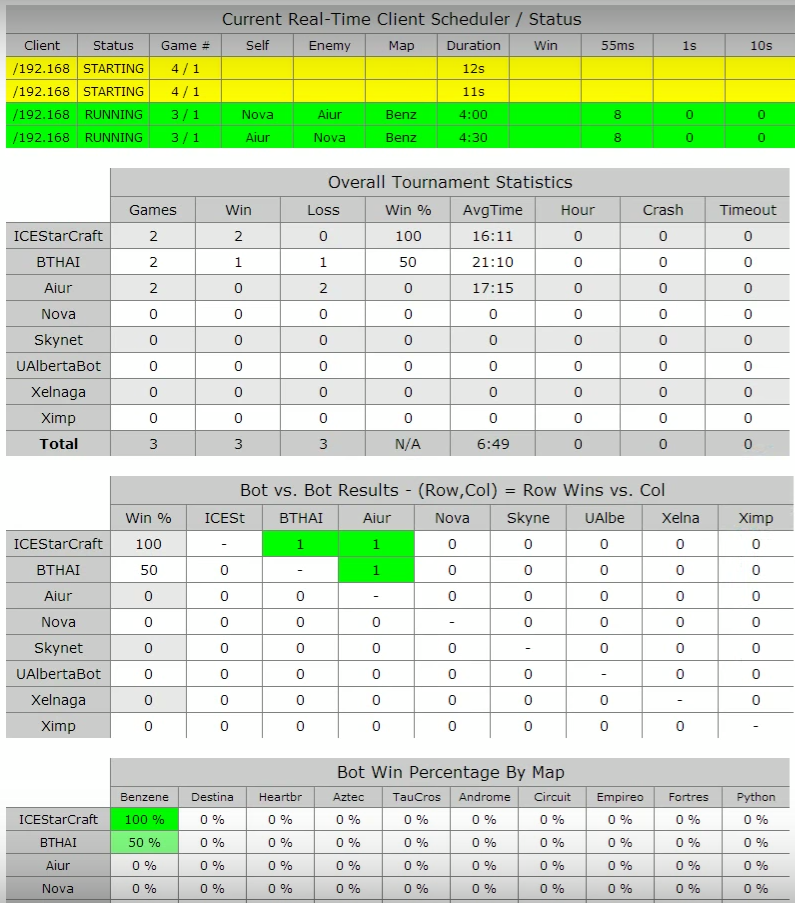 Current Real-Time Client Scheduler / Status
Client Status Game # Self Enemy Map Duration Win 55ms 1s 10s
/192.168 STARTING 4 / 1 12s
/192.168 STARTING 4 / 1 11s
/192.168 RUNNING 3 / 1 Nova Aiur Benz 4:00 8 0 0
/192.168 RUNNING 3 / 1 Aiur Nova Benz 4:30 8 0 0
Overall Tournament Statistics
Games Win Loss Win % AvgTime Hour Crash Timeout
ICEStarCraft 2 2 0 100 16:11 0 0 0
BTHAI 2 1 1 50 21:10 0 0 0
Aiur 2 0 2 0 17:15 0 0 0
Nova 0 0 0 0 0 0 0 0
Skynet 0 0 0 0 0 0 0 0
UAlbertaBot 0 0 0 0 0 0 0 0
Xelnaga 0 0 0 0 0 0 0 0
Ximp 0 0 0 0 0 0 0 0
Total 3 3 3 N/A 6:49 0 0 0
Bot vs. Bot Results - (Row,Col) = Row Wins vs. Col
Win % ICESt BTHAI Aiur Nova Skyne UAlbe Xelna Ximp
ICEStarCraft 100 - 1 1 0 0 0 0 0
BTHAI 50 0 - 1 0 0 0 0 0
Aiur 0 0 0 - 0 0 0 0 0
Nova 0 0 0 0 - 0 0 0 0
Skynet 0 0 0 0 0 - 0 0 0
UAlbertaBot 0 0 0 0 0 0 - 0 0
Xelnaga 0 0 0 0 0 0 0 - 0
Ximp 0 0 0 0 0 0 0 0 -
Bot Win Percentage By Map
Benzene Destina Heartbr Aztec TauCros Androme Circuit Empireo Fortres Python
ICEStarCraft 100 % 0 % 0 % 0 % 0 % 0 % 0 % 0 % 0 % 0 %
BTHAI 50 % 0 % 0 % 0 % 0 % 0 % 0 % 0 % 0 % 0 %
Aiur 0 % 0 % 0 % 0 % 0 % 0 % 0 % 0 % 0 % 0 %
Nova 0 % 0 % 0 % 0 % 0 % 0 % 0 % 0 % 0 % 0 %